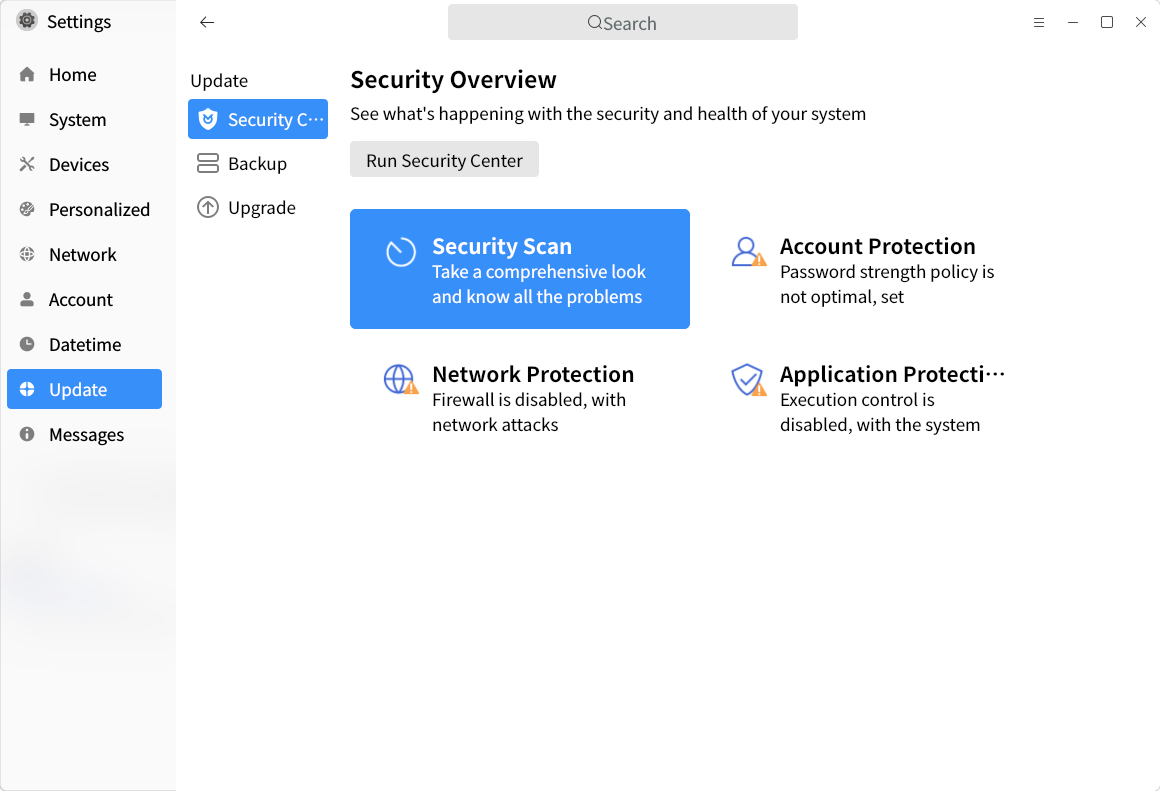 Settings
Search
Home
System
Devices
Personalized
Network
Account
Datetime
Update
Messages
Update
Security C···
Backup
Upgrade
Security Overview
See what's happening with the security and health of your system
Run Security Center
Security Scan
Take a comprehensive look
and know all the problems
Account Protection
Password strength policy is
not optimal, set
Network Protection
Firewall is disabled, with
network attacks
Application Protecti···
Execution control is
disabled, with the system